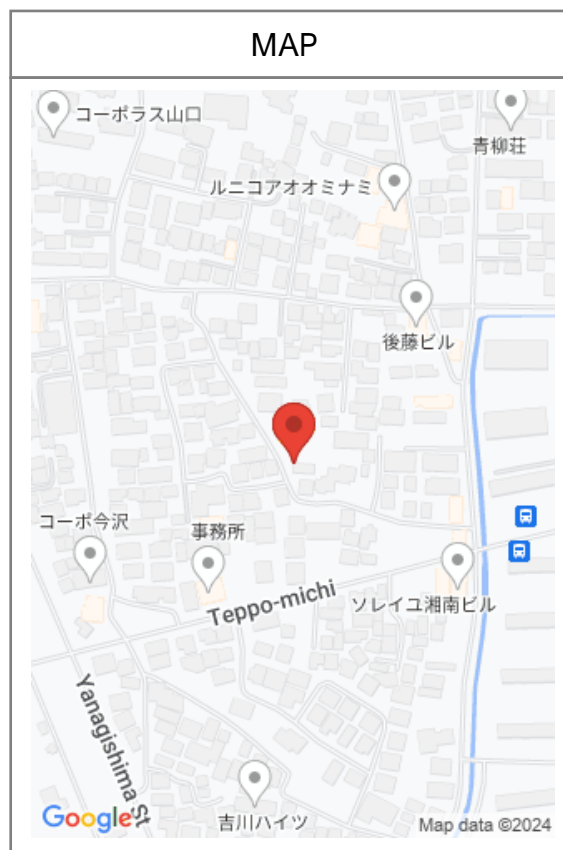 MAP
コーポラス山口
青柳荘
ルニコアオオミナミ
後藤ビル
コーポ今沢
事務所
Teppo-michi
ソレイユ湘南ビル
Yanagishima St
吉川ハイツ
Google
Map data ©2024